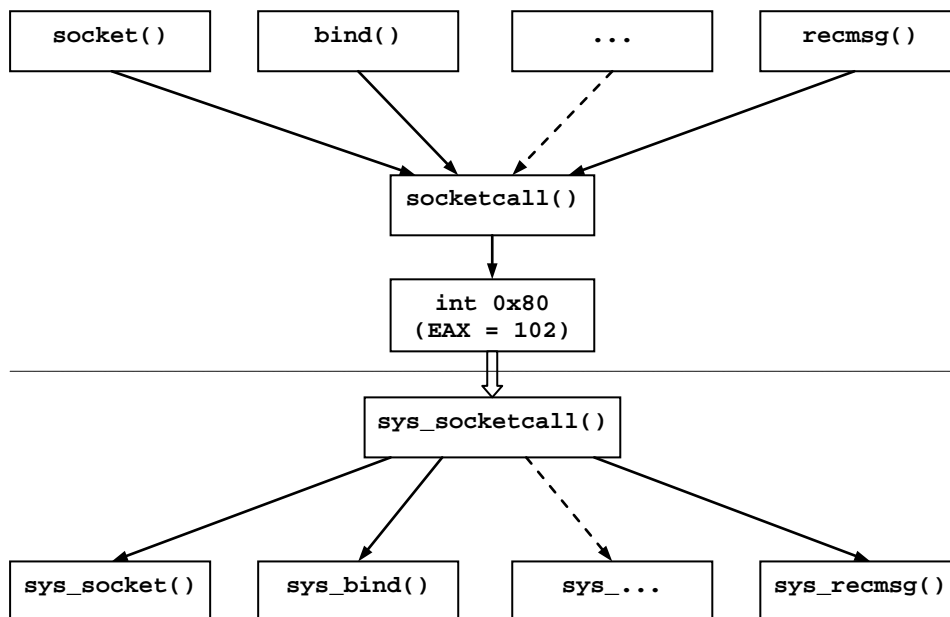 socket()
bind()
...
recmsg()
socketcall()
int 0x80
(EAX = 102)
sys_socketcall()
sys_socket()
sys_bind()
sys_...
sys_recmsg()